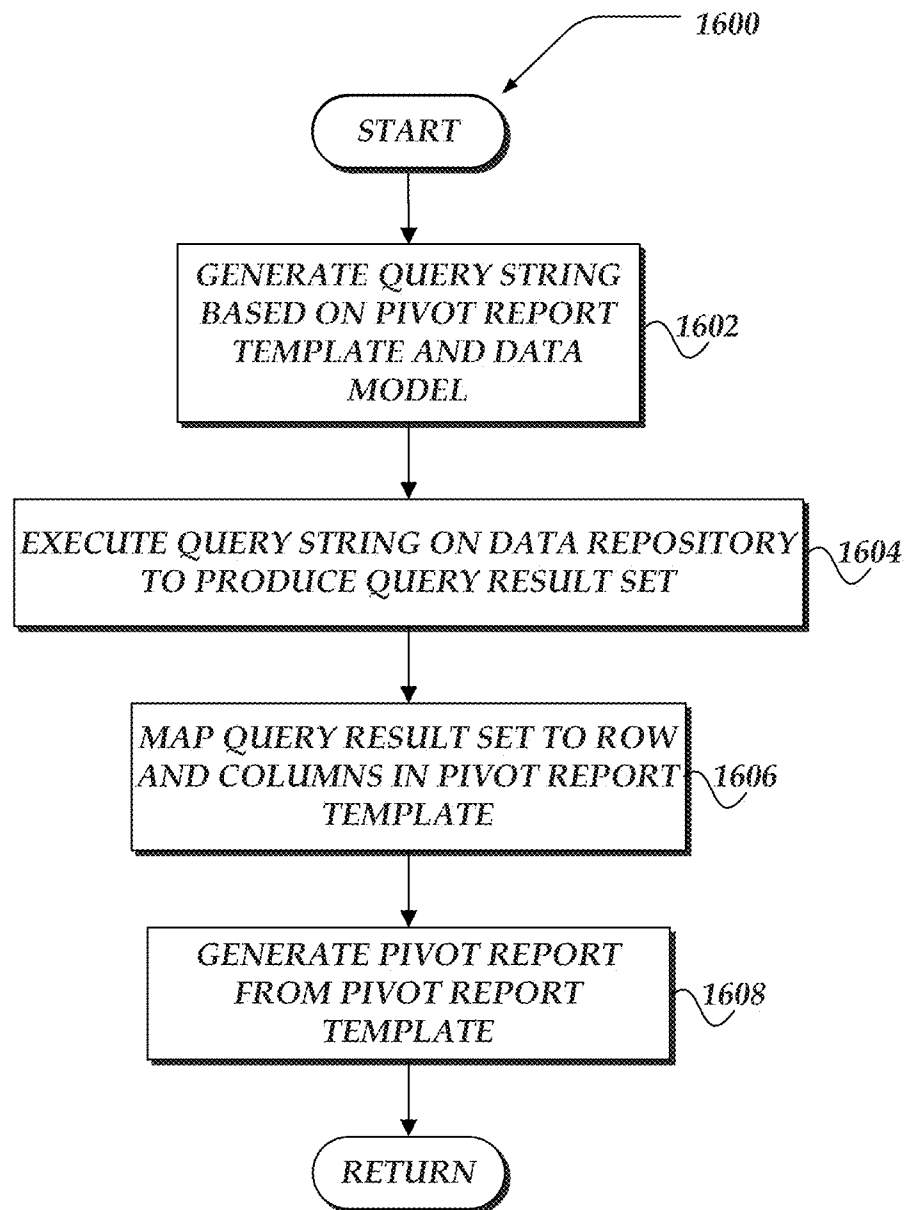 1600
START
GENERATE QUERY STRING
BASED ON PIVOT REPORT
TEMPLATE AND DATA
MODEL
1602
EXECUTE QUERY STRING ON DATA REPOSITORY
TO PRODUCE QUERY RESULT SET
1604
MAP QUERY RESULT SET TO ROW
AND COLUMNS IN PIVOT REPORT
TEMPLATE
1606
GENERATE PIVOT REPORT
FROM PIVOT REPORT
TEMPLATE
1608
RETURN